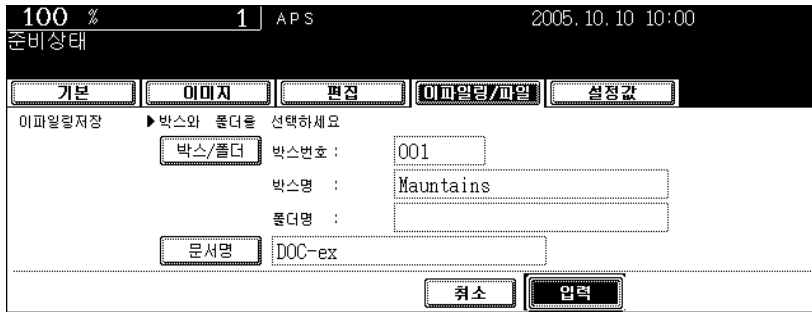 100 % 1 APS 2005.10.10 10:00
준비상태
기본 이미지 편집 이파일링/파일 설정값
이파일링저장 ▶박스와 폴더를 선택하세요
박스/폴더 박스번호 : 001
박스명 : Mauntains
폴더명 :
문서명 DOC-ex
취소 입력